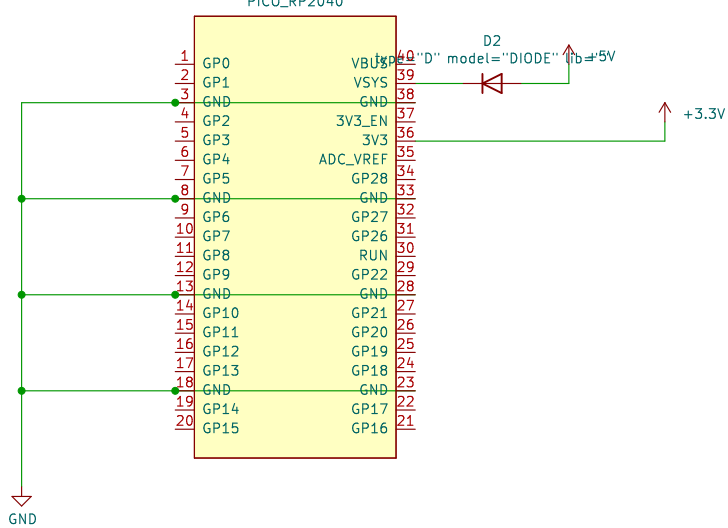 PICO_RP2040
D2
type="D" model="DIODE" lib=""
+5V
+3.3V
1 GP0 VBUS 40
2 GP1 VSYS 39
3 GND GND 38
4 GP2 3V3_EN 37
5 GP3 3V3 36
6 GP4 ADC_VREF 35
7 GP5 GP28 34
8 GND GND 33
9 GP6 GP27 32
10 GP7 GP26 31
11 GP8 RUN 30
12 GP9 GP22 29
13 GND GND 28
14 GP10 GP21 27
15 GP11 GP20 26
16 GP12 GP19 25
17 GP13 GP18 24
18 GND GND 23
19 GP14 GP17 22
20 GP15 GP16 21
GND